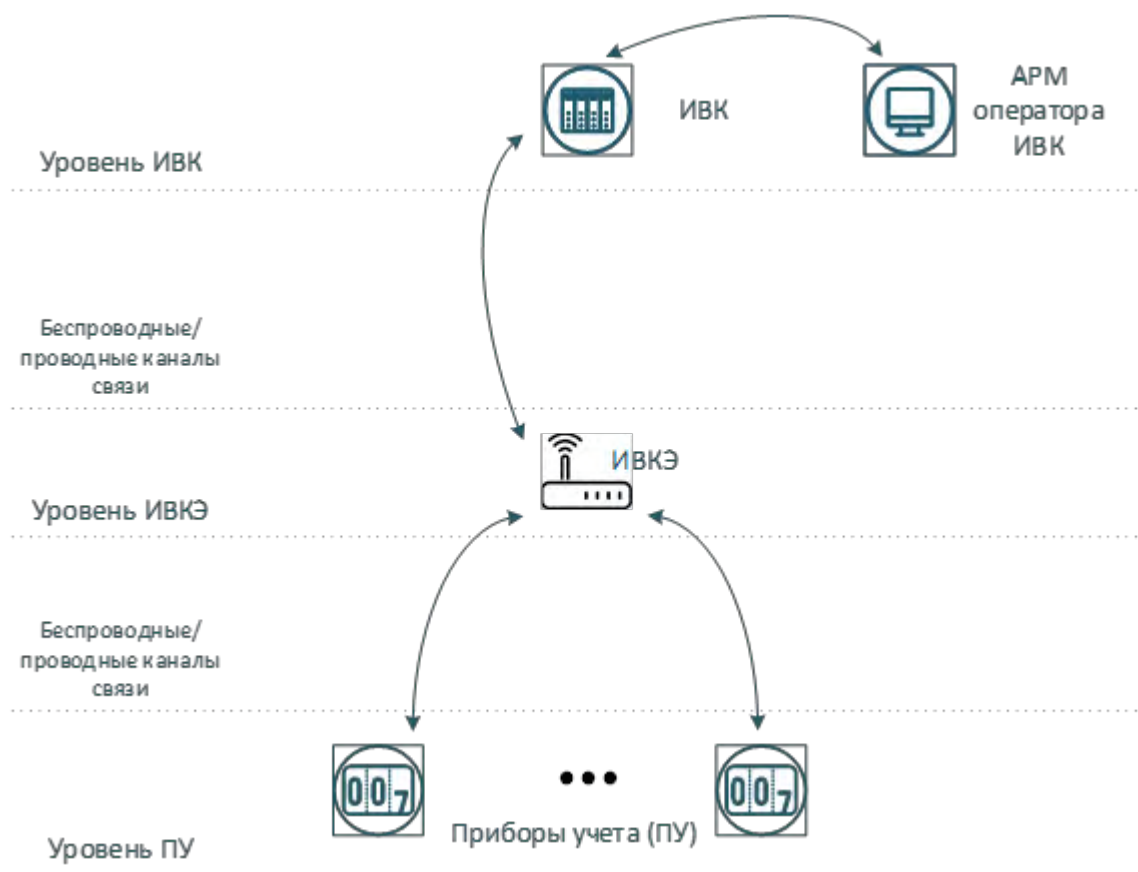 ИВК
АРМ
оператора
ИВК
Уровень ИВК
Беспроводные/
проводные каналы
связи
ИВКЭ
Уровень ИВКЭ
Беспроводные/
проводные каналы
связи
007
007
Приборы учета (ПУ)
Уровень ПУ